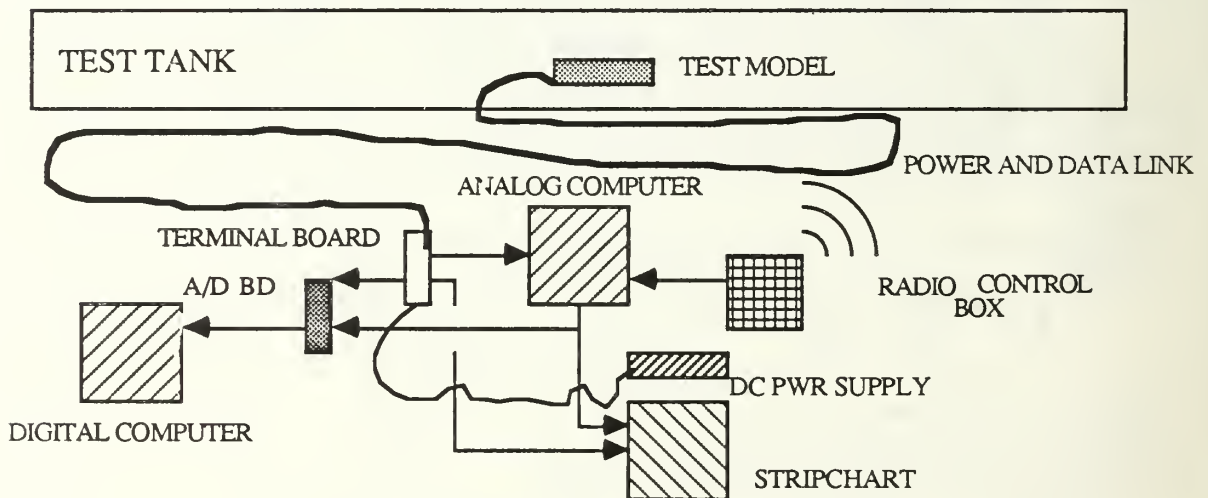 TEST TANK
TEST MODEL
POWER AND DATA LINK
ANALOG COMPUTER
TERMINAL BOARD
A/D BD
RADIO CONTROL
BOX
DC PWR SUPPLY
DIGITAL COMPUTER
STRIPCHART